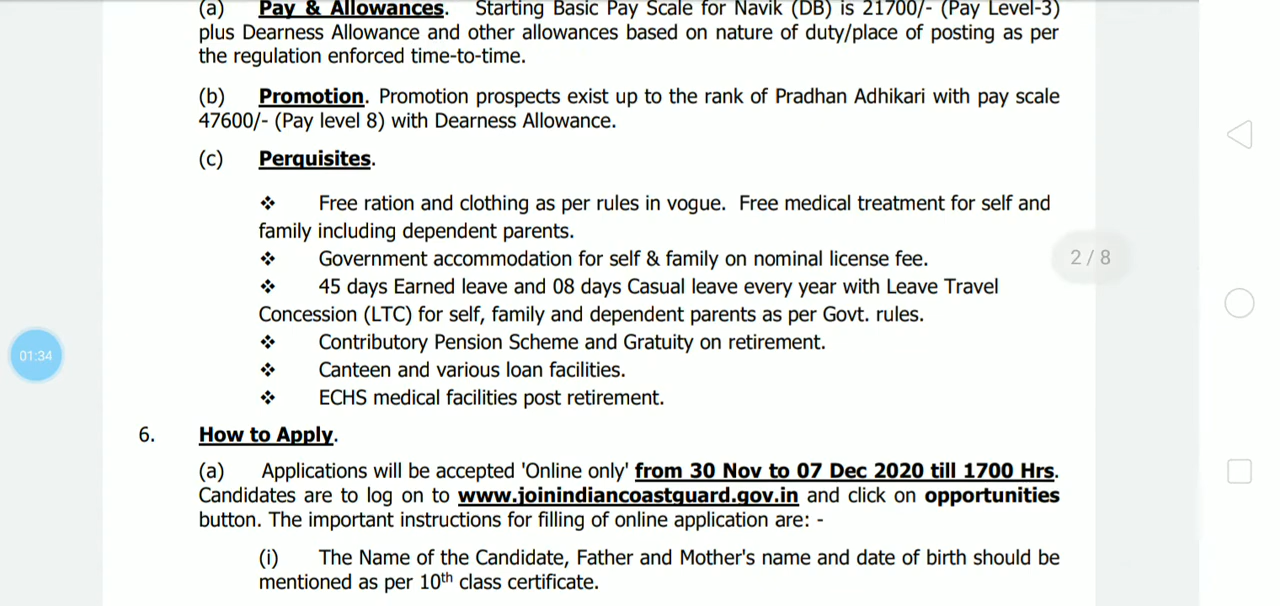 (a) Pay & Allowances. Starting Basic Pay Scale for Navik (DB) is 21700/- (Pay Level-3)
plus Dearness Allowance and other allowances based on nature of duty/place of posting as per
the regulation enforced time-to-time.
(b) Promotion. Promotion prospects exist up to the rank of Pradhan Adhikari with pay scale
47600/- (Pay level 8) with Dearness Allowance.
(c) Perquisites.
❖ Free ration and clothing as per rules in vogue. Free medical treatment for self and
family including dependent parents.
❖ Government accommodation for self & family on nominal license fee.
2 / 8
❖ 45 days Earned leave and 08 days Casual leave every year with Leave Travel
Concession (LTC) for self, family and dependent parents as per Govt. rules.
❖ Contributory Pension Scheme and Gratuity on retirement.
01:34
❖ Canteen and various loan facilities.
❖ ECHS medical facilities post retirement.
6. How to Apply.
(a) Applications will be accepted 'Online only' from 30 Nov to 07 Dec 2020 till 1700 Hrs.
Candidates are to log on to www.joinindiancoastguard.gov.in and click on opportunities
button. The important instructions for filling of online application are: -
(i) The Name of the Candidate, Father and Mother's name and date of birth should be
mentioned as per 10th class certificate.